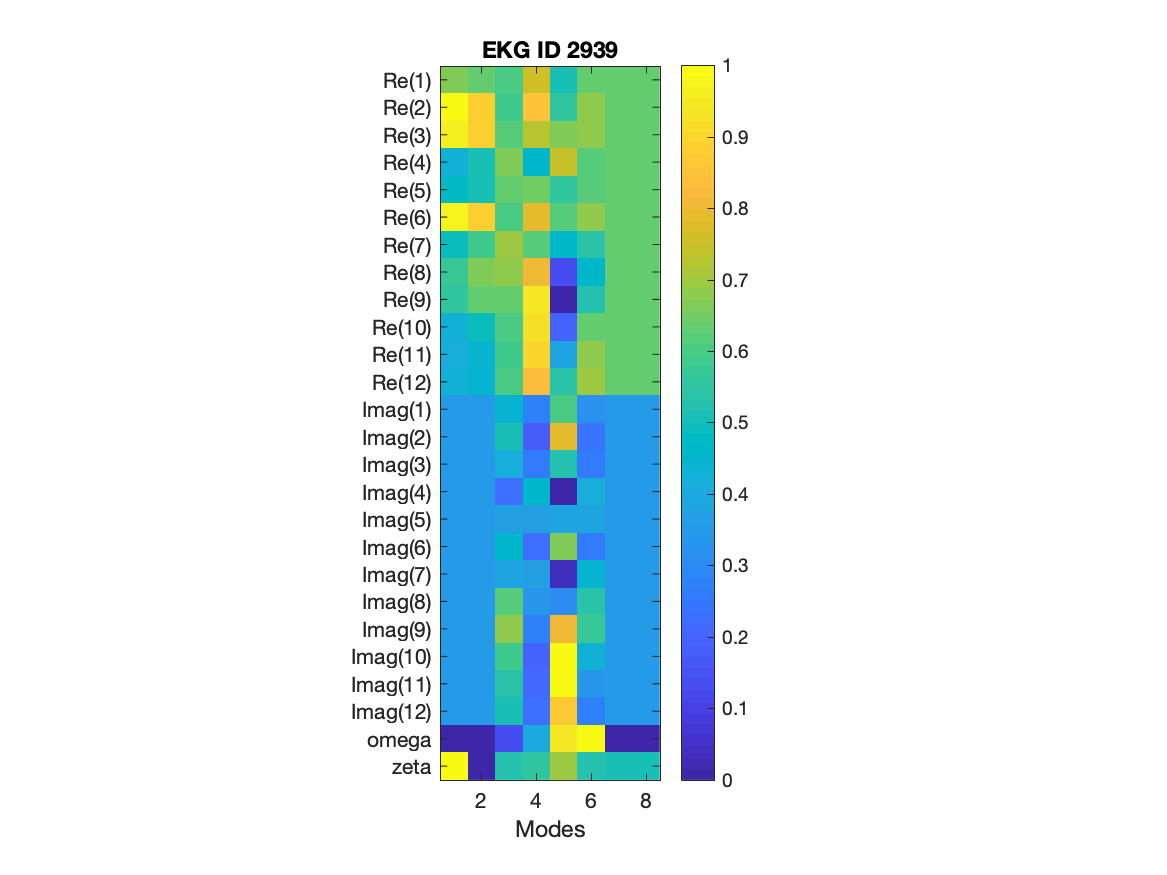 EKG ID 2939
Re(1)
Re(2)
Re(3)
Re(4)
Re(5)
Re(6)
Re(7)
Re(8)
Re(9)
Re(10)
Re(11)
Re(12)
Imag(1)
Imag(2)
Imag(3)
Imag(4)
Imag(5)
Imag(6)
Imag(7)
Imag(8)
Imag(9)
Imag(10)
Imag(11)
Imag(12)
omega
zeta
2 4 6 8
Modes
1
0.9
0.8
0.7
0.6
0.5
0.4
0.3
0.2
0.1
0